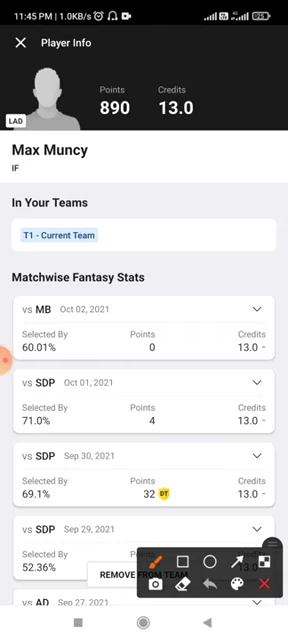 11:45 PM | 1.0KB/s
25
Player Info
Points
Credits
890
13.0
LAD
Max Muncy
IF
In Your Teams
T1 - Current Team
Matchwise Fantasy Stats
vs MB Oct 02, 2021
Selected By Points Credits
60.01% 0 13.0
vs SDP Oct 01, 2021
Selected By Points Credits
71.0% 4 13.0
vs SDP Sep 30, 2021
Selected By Points Credits
69.1% 32 DT 13.0
vs SDP Sep 29, 2021
Selected By
52.36%
REMOVE FROM TEAM
vs AD Sep 27, 2021